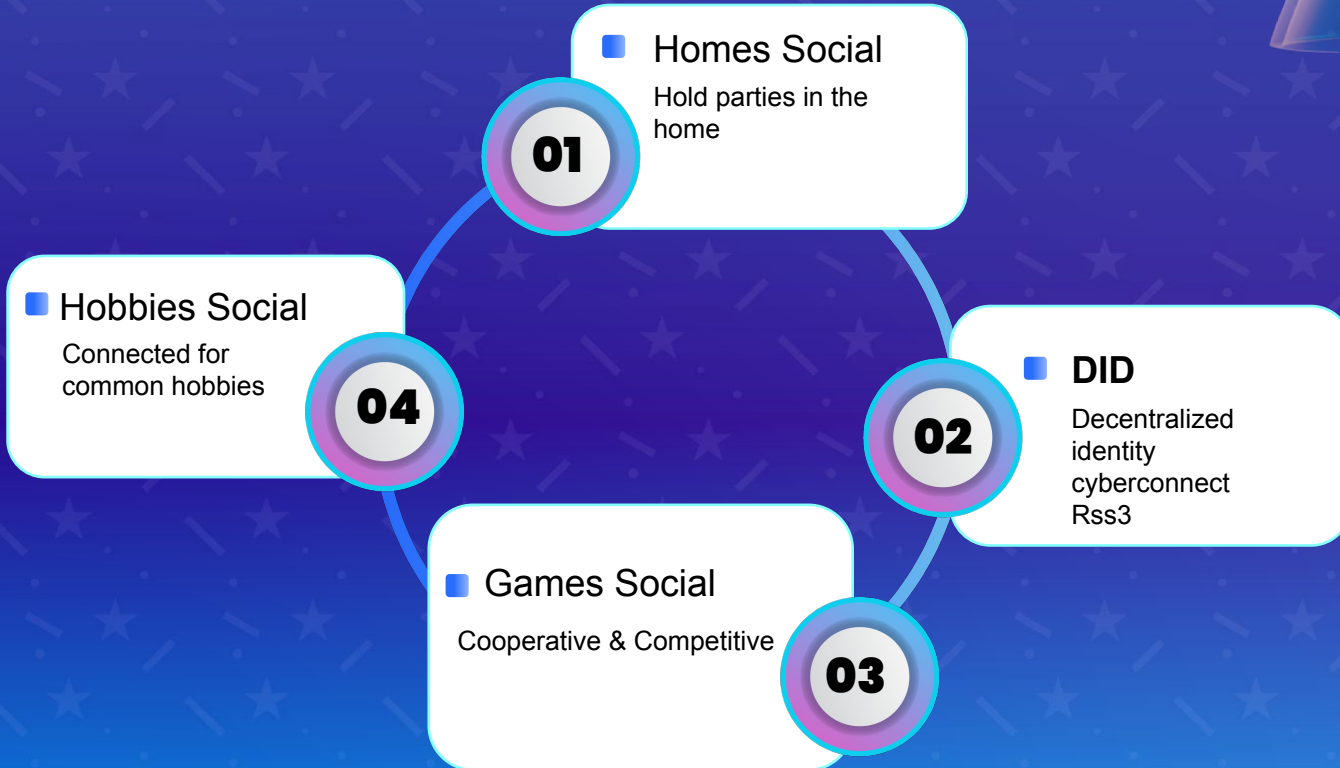 01
Homes Social
Hold parties in the
home
02
DID
Decentralized
identity
cyberconnect
Rss3
03
Games Social
Cooperative & Competitive
04
Hobbies Social
Connected for
common hobbies